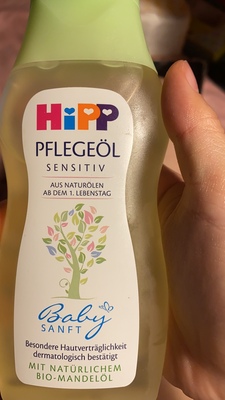 HiPP
PFLEGEÖL
SENSITIV
AUS NATURÖLEN
AB DEM 1. LEBENSTAG
Baby
SANFT
Besondere Hautverträglichkeit
dermatologisch bestätigt
MIT NATÜRLICHEM
BIO-MANDELÖL